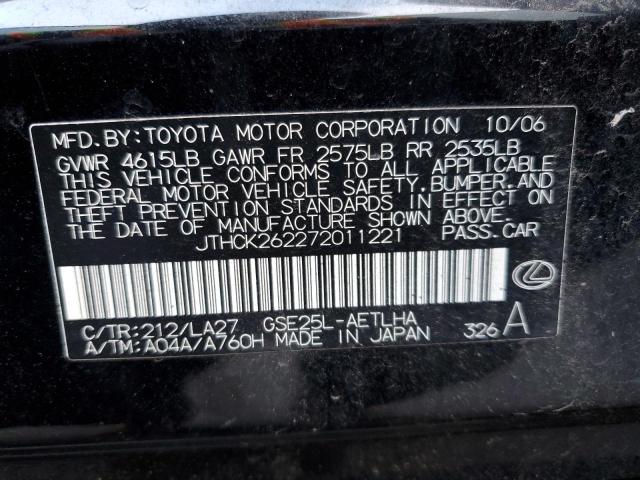 MFD.BY:TOYOTA MOTOR CORPORATION 10/06
GVWR 4615LB GAWR FR 2575LB RR 2535LB
THIS VEHICLE CONFORMS TO ALL APPLICABLE
FEDERAL MOTOR VEHICLE SAFETY,BUMPER,AND
THEFT PREVENTION STANDARDS IN EFFECT ON
THE DATE OF MANUFACTURE SHOWN ABOVE.
JTHCK262272011221 PASS.CAR
C/TR:212/LA27 GSE25L-AETLHA
A/TM:A04A/A760H MADE IN JAPAN 326 A